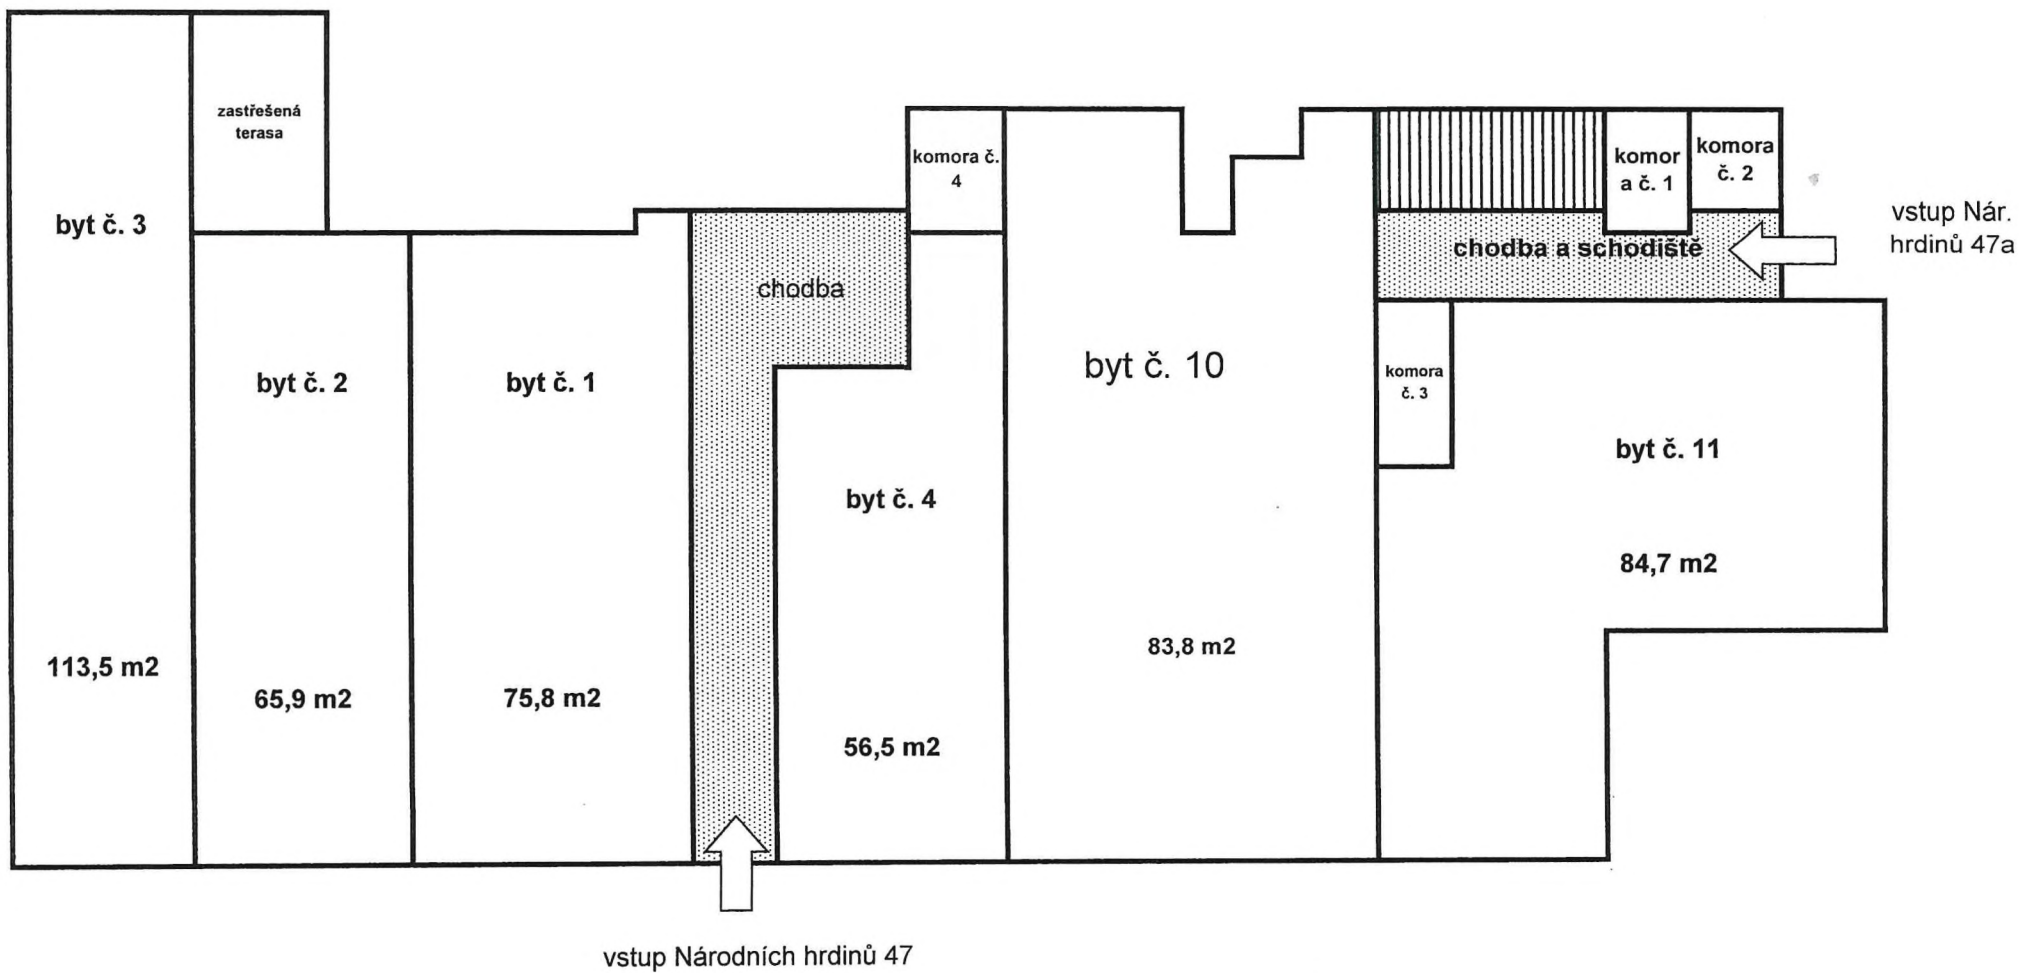 zastřešená
terasa
byt č. 3
113,5 m2
byt č. 2
65,9 m2
byt č. 1
75,8 m2
chodba
komora č.
4
byt č. 4
56,5 m2
byt č. 10
83,8 m2
komor
a č. 1
komora
č. 2
chodba a schodiště
vstup Nár.
hrdinů 47a
komora
č. 3
byt č. 11
84,7 m2
vstup Národních hrdinů 47